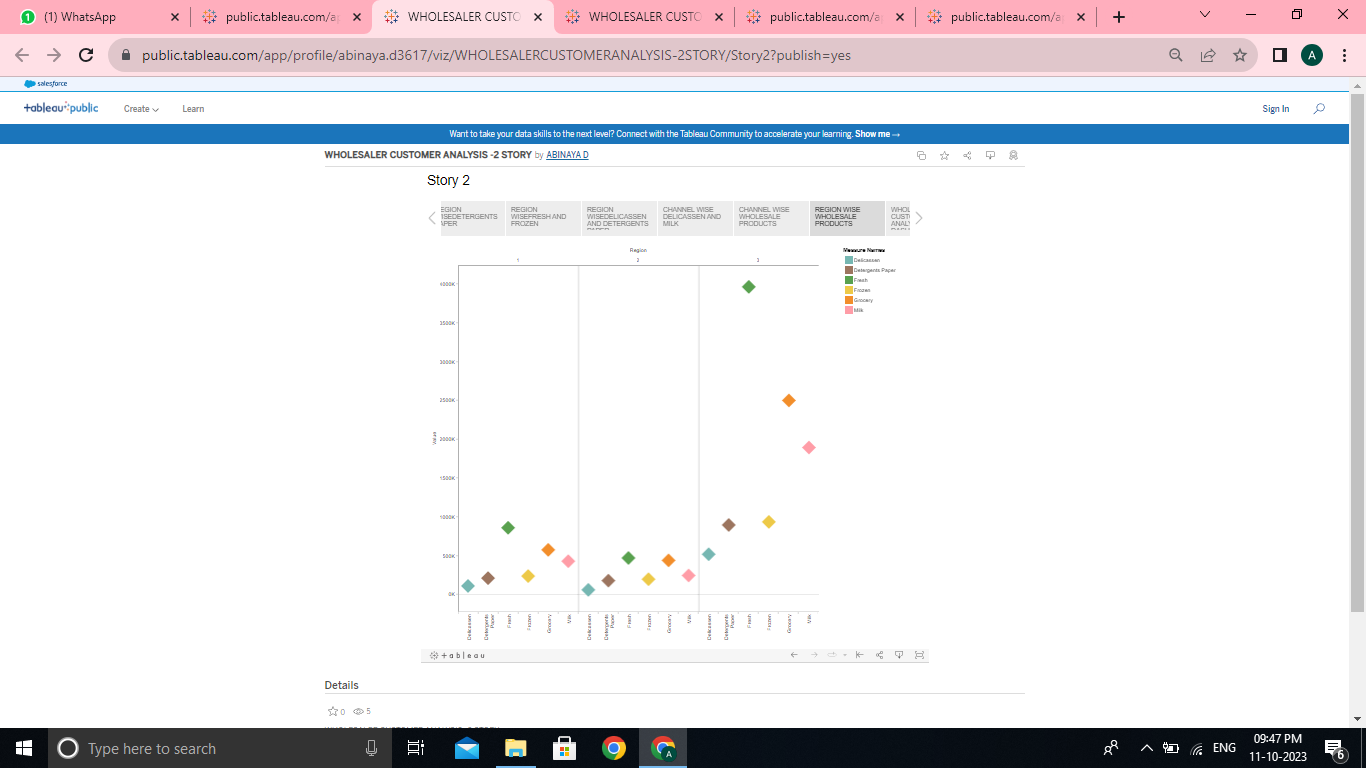 (1) WhatsApp
public.tableau.com/a
WHOLESALER CUSTO
WHOLESALER CUSTO
public.tableau.com/a
public.tableau.com/a
public.tableau.com/app/profile/abinaya.d3617/viz/WHOLESALERCUSTOMERANALYSIS-2STORY/Story2?publish=yes
A
salesforce
+ableau public
Create
Learn
Sign In
Want to take your data skills to the next level? Connect with the Tableau Community to accelerate your learning. Show me →
WHOLESALER CUSTOMER ANALYSIS -2 STORY by ABINAYA D
Story 2
EGION
ISEDETERGENTS
APER
REGION
WISEFRESH AND
FROZEN
REGION
WISEDELICASSEN
AND DETERGENTS
PAPER
CHANNEL WISE
DELICASSEN AND
MILK
CHANNEL WISE
WHOLESALE
PRODUCTS
REGION WISE
WHOLESALE
PRODUCTS
WHOL
CUST
ANAL
Region
1
2
3
Measure Names
Delicassen
Detergents Paper
Fresh
Frozen
Grocery
Milk
Value
4000K
3500K
3000K
2500K
2000K
1500K
1000K
500K
0K
Delicassen
Detergents
Paper
Fresh
Frozen
Grocery
Milk
Delicassen
Detergents
Paper
Fresh
Frozen
Grocery
Milk
Delicassen
Detergents
Paper
Fresh
Frozen
Grocery
Milk
+ableau
Details
0
5
Type here to search
A
ENG
09:47 PM
11-10-2023
6